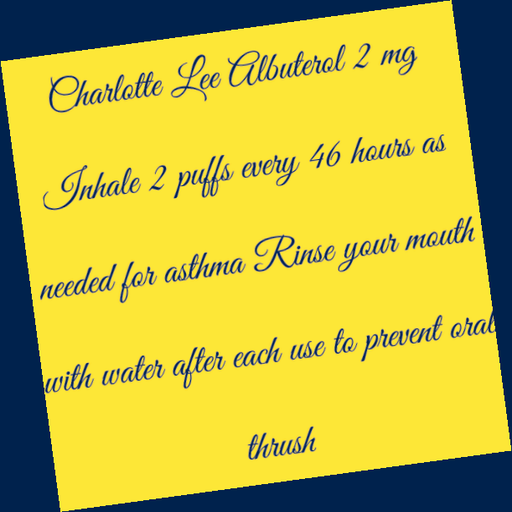 Charlotte Lee Albuterol 2 mg
Inhale 2 puffs every 46 hours as
needed for asthma Rinse your mouth
with water after each use to prevent oral
thrush